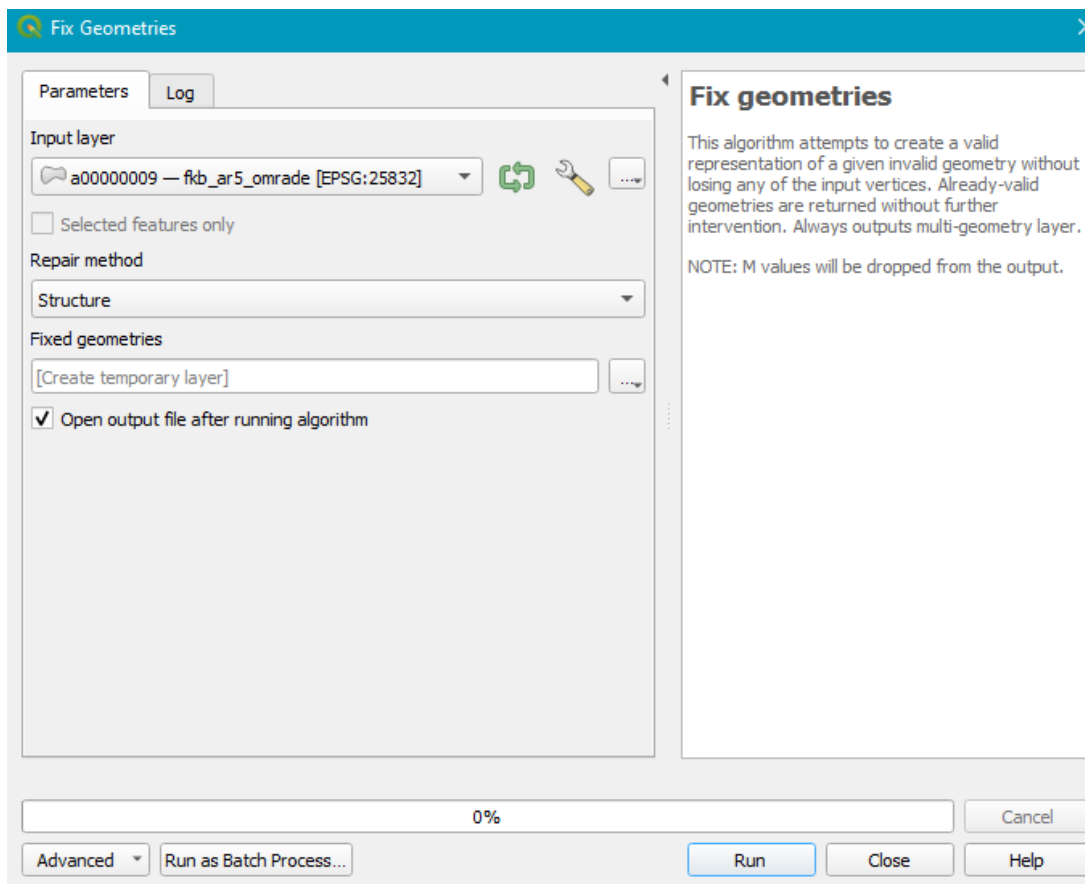 Fix Geometries
Parameters
Log
Input layer
a00000009 — fkb_ar5_omrade [EPSG:25832]
...
Selected features only
Repair method
Structure
Fixed geometries
[Create temporary layer]
...
Open output file after running algorithm
Fix geometries
This algorithm attempts to create a valid
representation of a given invalid geometry without
losing any of the input vertices. Already-valid
geometries are returned without further
intervention. Always outputs multi-geometry layer.
NOTE: M values will be dropped from the output.
0%
Cancel
Advanced
Run as Batch Process...
Run
Close
Help